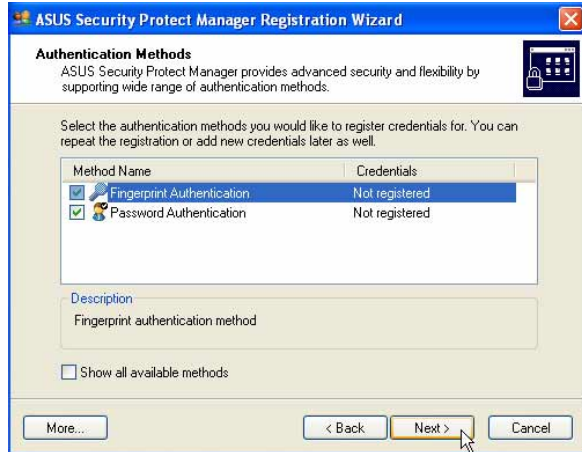 ASUS Security Protect Manager Registration Wizard
Authentication Methods
ASUS Security Protect Manager provides advanced security and flexibility by
supporting wide range of authentication methods.
Select the authentication methods you would like to register credentials for. You can
repeat the registration or add new credentials later as well.
Method Name Credentials
Fingerprint Authentication Not registered
Password Authentication Not registered
Description
Fingerprint authentication method
Show all available methods
More... < Back Next > Cancel